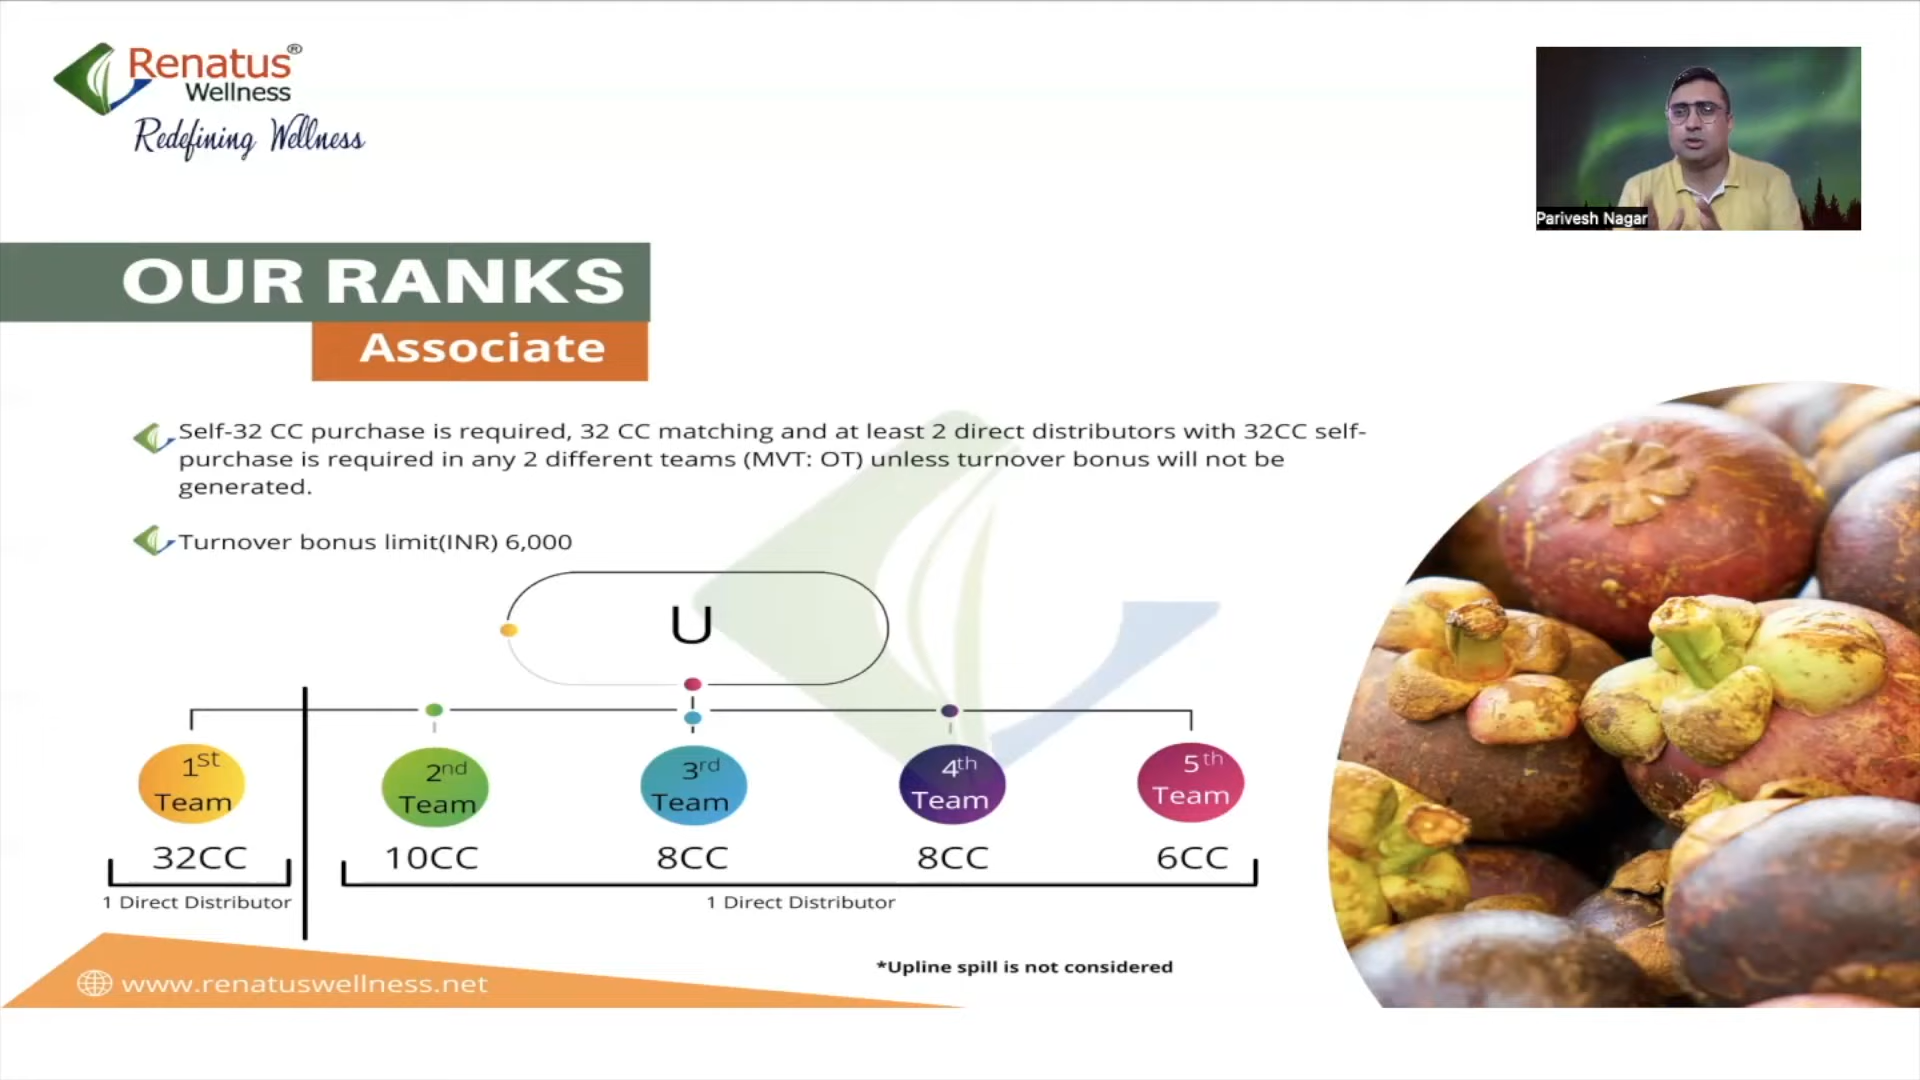 Renatus®
Wellness
Redefining Wellness
Parivesh Nagar
OUR RANKS
Associate
Self-32 CC purchase is required, 32 CC matching and at least 2 direct distributors with 32CC self-
purchase is required in any 2 different teams (MVT: OT) unless turnover bonus will not be
generated.
Turnover bonus limit(INR) 6,000
U
1st Team
2nd Team
3rd Team
4th Team
5th Team
32CC
10CC
8CC
8CC
6CC
1 Direct Distributor
1 Direct Distributor
*Upline spill is not considered
www.renatuswellness.net